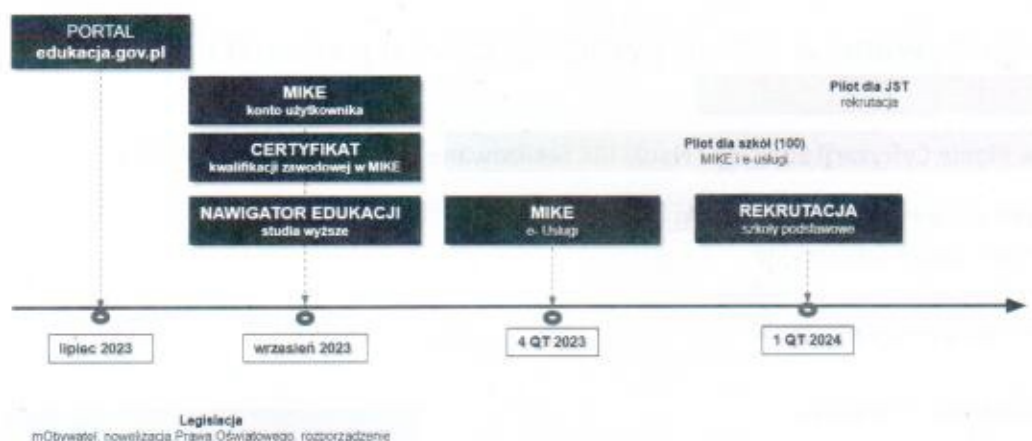 PORTAL
edukacja.gov.pl
MIKE
konto użytkownika
CERTYFIKAT
kwalifikacji zawodowej w MIKE
NAWIGATOR EDUKACJI
studia wyższe
Pilot dla JST
rekrutacja
Pilot dla szkół (100)
MIKE i e-usługi
MIKE
e- Usługi
REKRUTACJA
szkoły podstawowe
lipiec 2023
wrzesień 2023
4 QT 2023
1 QT 2024
Legislacja
mObywatel, nowelizacja Prawa Oświatowego, rozporządzenie